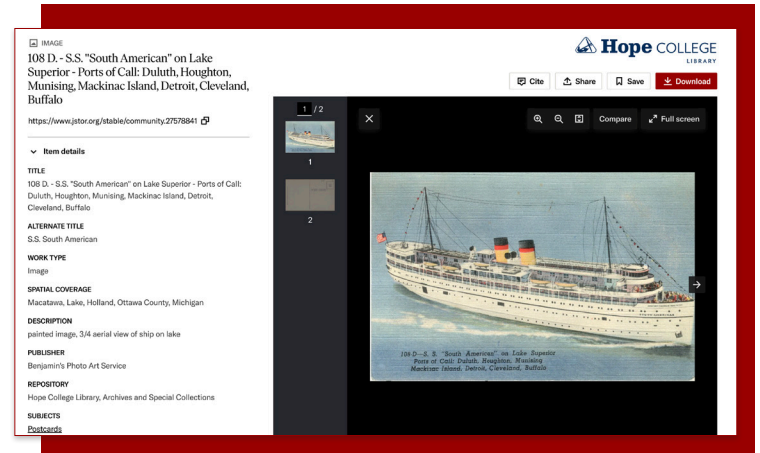 IMAGE
108 D. - S.S. "South American" on Lake
Superior - Ports of Call: Duluth, Houghton,
Munising, Mackinac Island, Detroit, Cleveland,
Buffalo
https://www.jstor.org/stable/community.27578841
Item details
TITLE
108 D. - S.S. "South American" on Lake Superior - Ports of Call:
Duluth, Houghton, Munising, Mackinac Island, Detroit,
Cleveland, Buffalo
ALTERNATE TITLE
S.S. South American
WORK TYPE
Image
SPATIAL COVERAGE
Macatawa, Lake, Holland, Ottawa County, Michigan
DESCRIPTION
painted image, 3/4 aerial view of ship on lake
PUBLISHER
Benjamin's Photo Art Service
REPOSITORY
Hope College Library, Archives and Special Collections
SUBJECTS
Postcards
Hope COLLEGE
LIBRARY
Cite Share Save Download
1 / 2
1
2
Compare Full screen
108 D—S. S. "South American" on Lake Superior
Ports of Call: Duluth, Houghton, Munising
Mackinac Island, Detroit, Cleveland, Buffalo